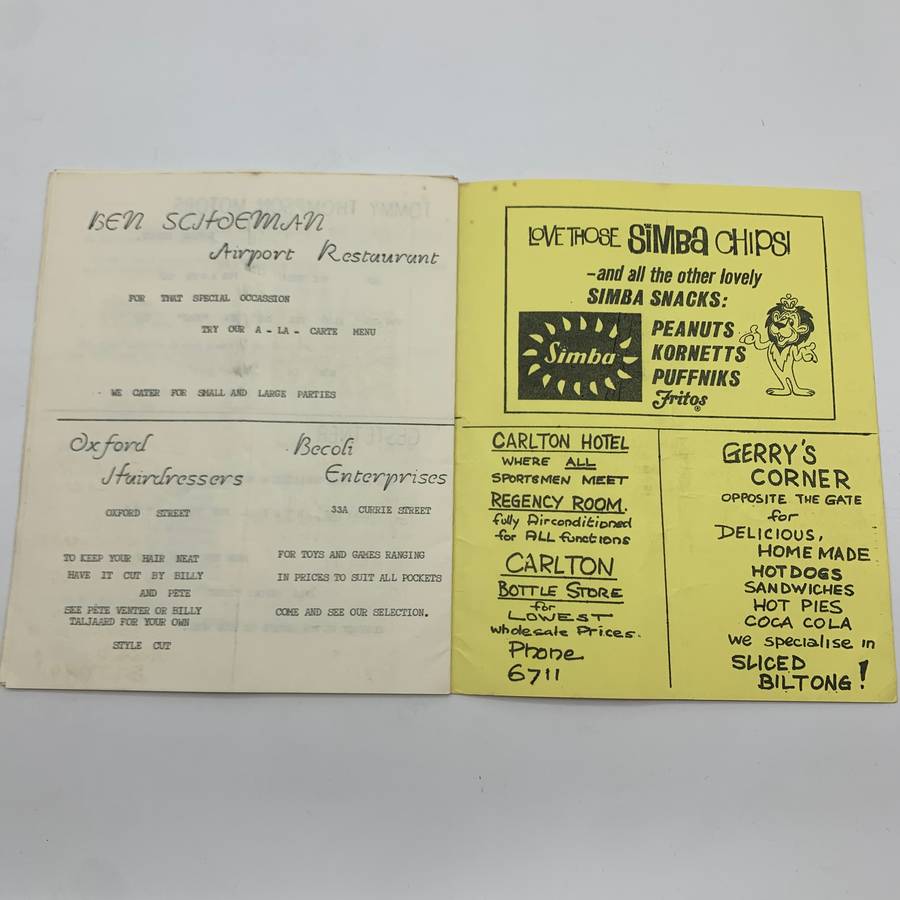 BEN SCHOEMAN
Airport Restaurant
FOR THAT SPECIAL OCCASSION
TRY OUR A - LA - CARTE MENU
WE CATER FOR SMALL AND LARGE PARTIES
Oxford
Hairdressers
OXFORD STREET
TO KEEP YOUR HAIR NEAT
HAVE IT CUT BY BILLY
AND PETE
SEE PETE VENTER OR BILLY
TALJAARD FOR YOUR OWN
STYLE CUT
Becoli
Enterprises
33A CURRIE STREET
FOR TOYS AND GAMES RANGING
IN PRICES TO SUIT ALL POCKETS
COME AND SEE OUR SELECTION.
LOVE THOSE SIMBA CHIPS!
-and all the other lovely
SIMBA SNACKS:
Simba
PEANUTS
KORNETTS
PUFFNIKS
Fritos®
CARLTON HOTEL
WHERE ALL
SPORTSMEN MEET
REGENCY ROOM.
fully Airconditioned
for ALL functions
CARLTON
BOTTLE STORE
for
LOWEST
wholesale Prices.
Phone
6711
GERRY'S
CORNER
OPPOSITE THE GATE
for
DELICIOUS,
HOME MADE
HOTDOGS
SANDWICHES
HOT PIES
COCA COLA
we specialise in
SLICED
BILTONG!